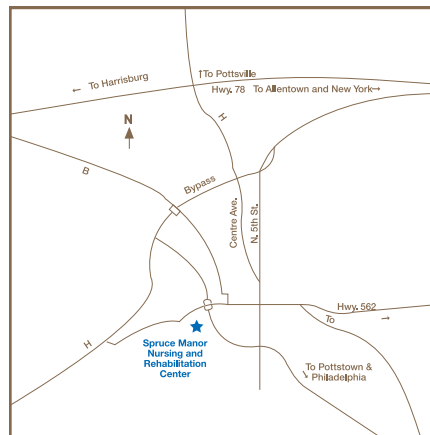 To Harrisburg
←
↑To Pottsville
Hwy. 78 To Allentown and New York→
N
H
B
Bypass
Centre Ave.
N. 5th St.
Hwy. 562
To
→
H
Spruce Manor
Nursing and
Rehabilitation
Center
To Pottstown &
Philadelphia